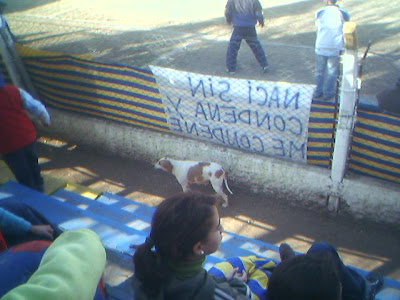 NACI SIN
CONDENA Y
ME CONDENE